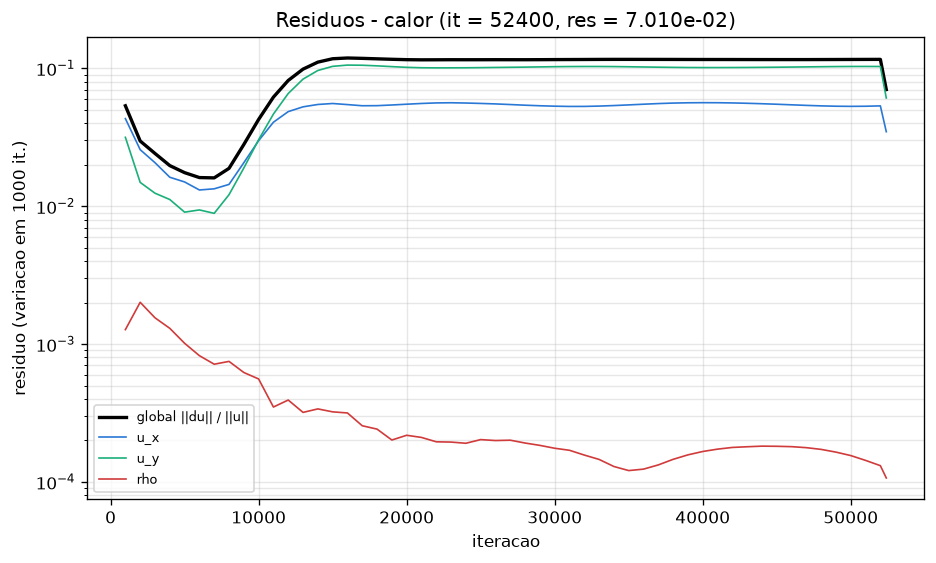 Residuos - calor (it = 52400, res = 7.010e-02)
residuo (variacao em 1000 it.)
10⁻¹
10⁻²
10⁻³
10⁻⁴
global ||du|| / ||u||
u_x
u_y
rho
0
10000
20000
30000
40000
50000
iteracao